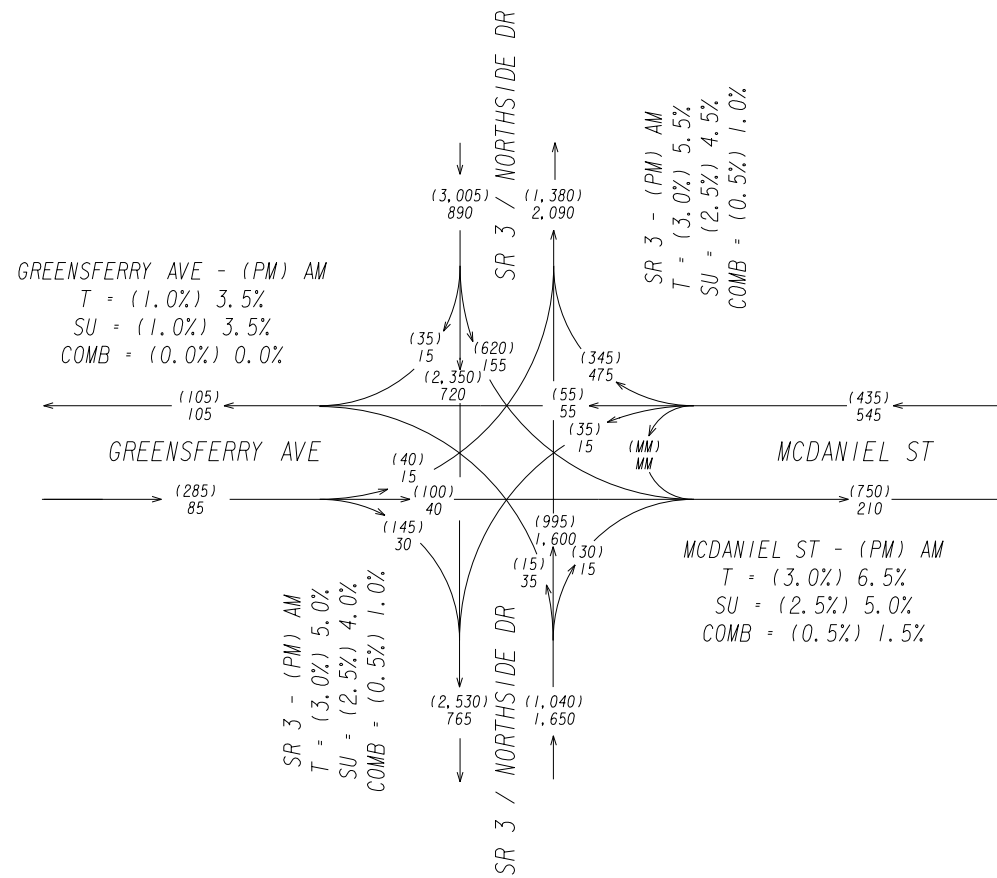 SR 3 / NORTHSIDE DR
SR 3 - (PM) AM
T = (3.0%) 5.5%
SU = (2.5%) 4.5%
COMB = (0.5%) 1.0%
(3,005)
890
(1,380)
2,090
GREENSFERRY AVE - (PM) AM
T = (1.0%) 3.5%
SU = (1.0%) 3.5%
COMB = (0.0%) 0.0%
(35)
15
(620)
155
(2,350)
720
(345)
475
(105)
105
(55)
55
(435)
545
(35)
15
(MM)
MM
GREENSFERRY AVE
MCDANIEL ST
(40)
15
(285)
85
(100)
40
(750)
210
(145)
30
(995)
1,600
(15)
35
(30)
15
MCDANIEL ST - (PM) AM
T = (3.0%) 6.5%
SU = (2.5%) 5.0%
COMB = (0.5%) 1.5%
SR 3 - (PM) AM
T = (3.0%) 5.0%
SU = (2.5%) 4.0%
COMB = (0.5%) 1.0%
(2,530)
765
(1,040)
1,650
SR 3 / NORTHSIDE DR